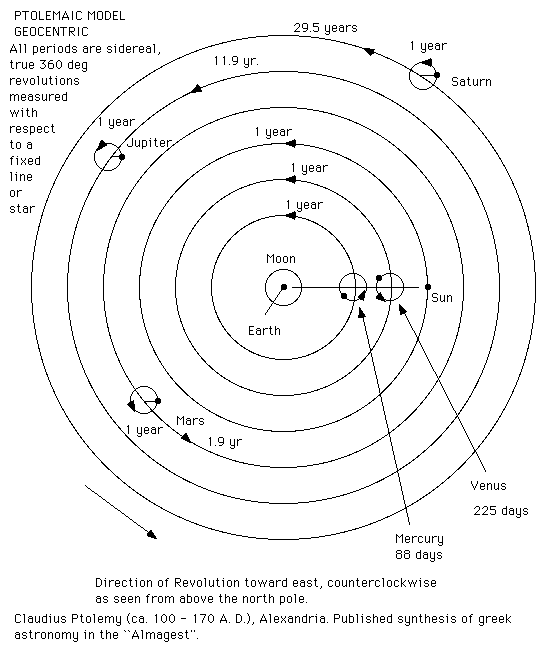 PTOLEMAIC MODEL
GEOCENTRIC
All periods are sidereal,
true 360 deg
revolutions
measured
with
respect
to a
fixed
line
or
star
29.5 years
1 year
Saturn
11.9 yr.
1 year
Jupiter
1 year
1 year
1 year
Moon
Earth
Sun
Mars
1 year
1.9 yr
Venus
225 days
Mercury
88 days
Direction of Revolution toward east, counterclockwise
as seen from above the north pole.
Claudius Ptolemy (ca. 100 - 170 A. D.), Alexandria. Published synthesis of greek
astronomy in the ``Almagest''.